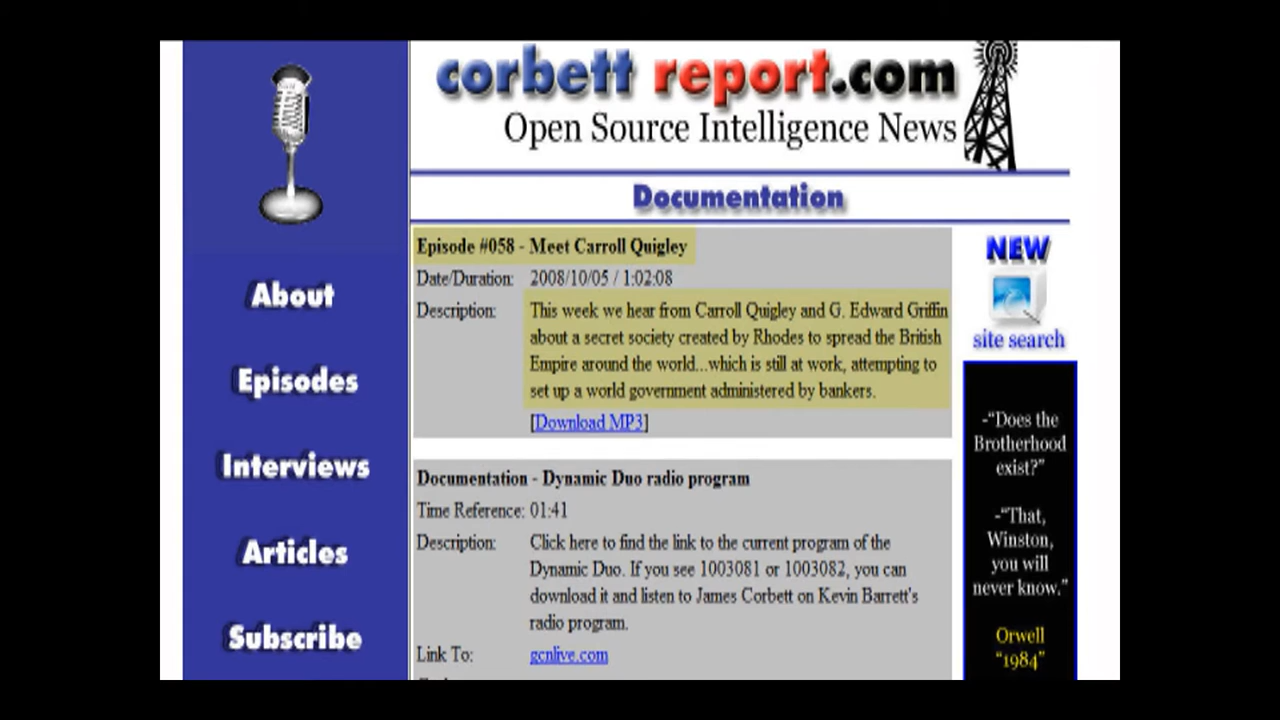 corbett report.com
Open Source Intelligence News
Documentation
About
Episodes
Interviews
Articles
Subscribe
Episode #058 - Meet Carroll Quigley
Date/Duration: 2008/10/05 / 1:02:08
Description: This week we hear from Carroll Quigley and G. Edward Griffin
about a secret society created by Rhodes to spread the British
Empire around the world...which is still at work, attempting to
set up a world government administered by bankers.
[Download MP3]
Documentation - Dynamic Duo radio program
Time Reference: 01:41
Description: Click here to find the link to the current program of the
Dynamic Duo. If you see 1003081 or 1003082, you can
download it and listen to James Corbett on Kevin Barrett's
radio program.
Link To: gcnlive.com
NEW
site search
-“Does the
Brotherhood
exist?”
-“That,
Winston,
you will
never know.”
Orwell
“1984”